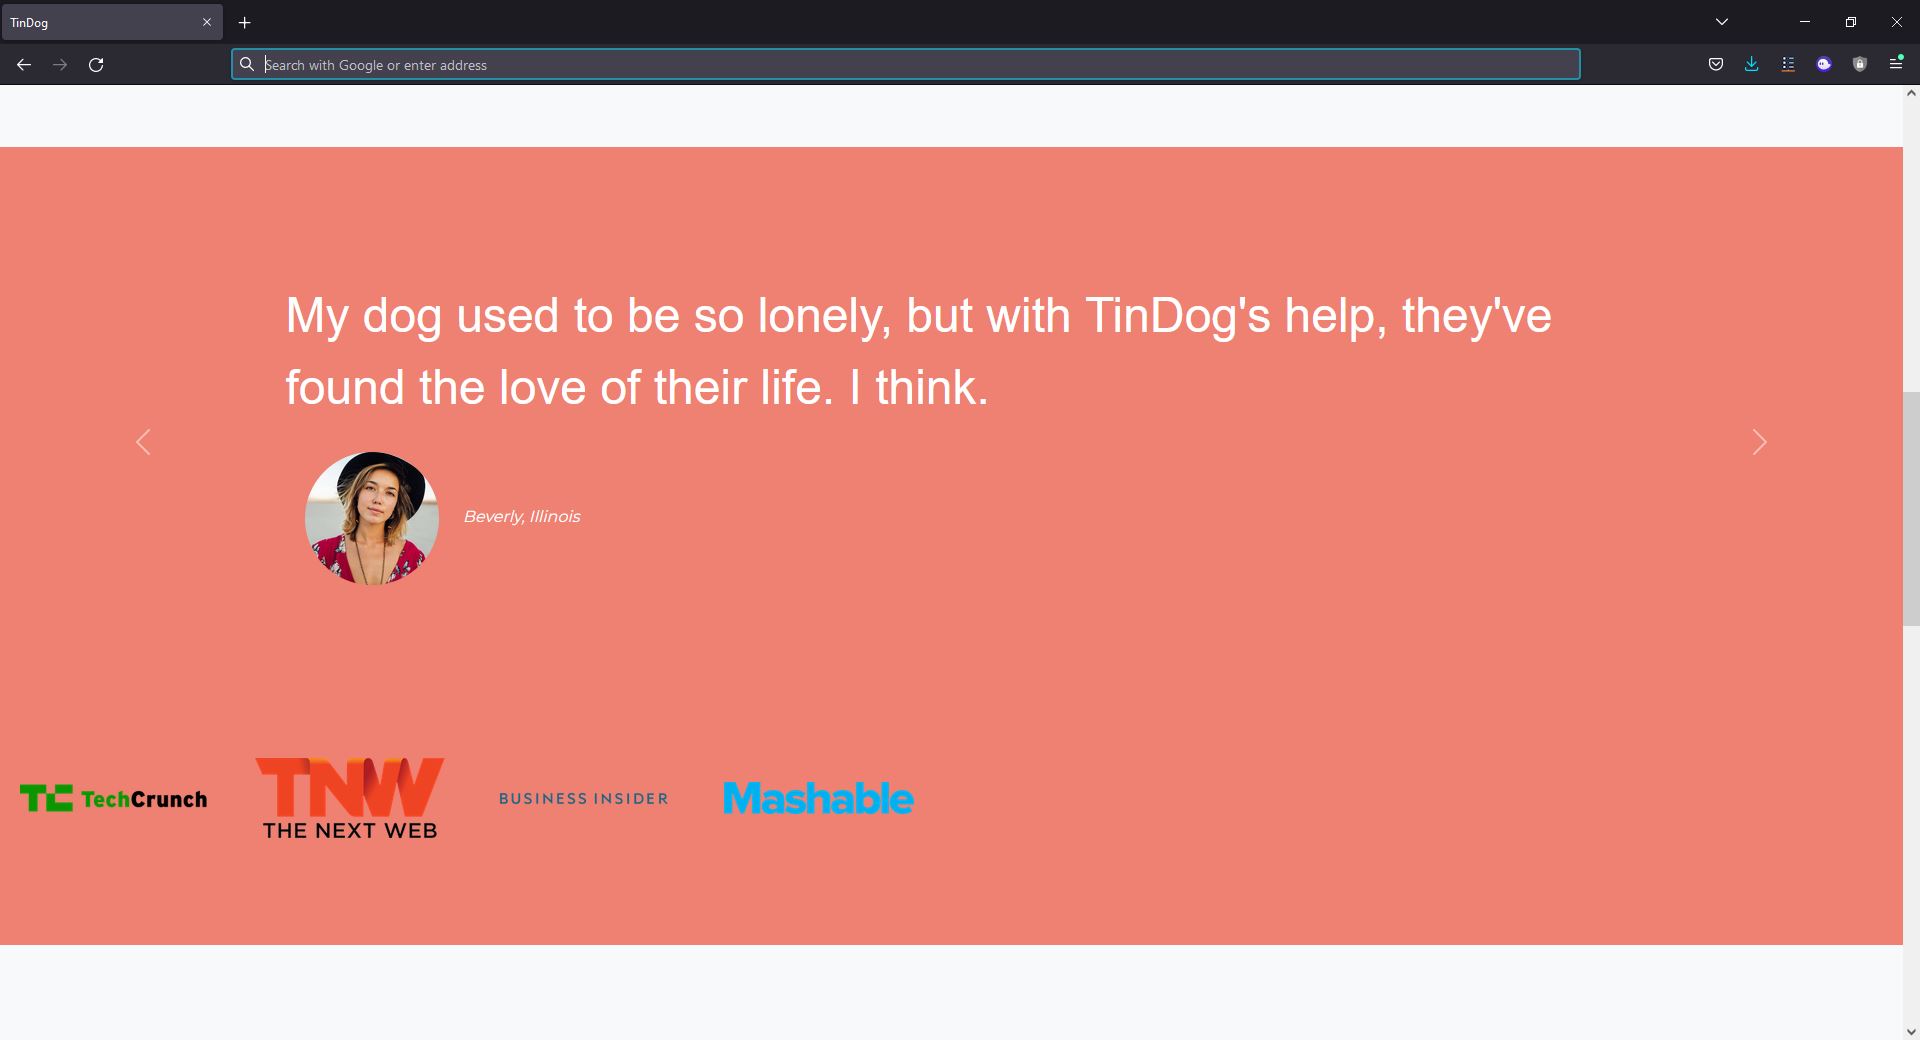 TinDog
Search with Google or enter address
My dog used to be so lonely, but with TinDog's help, they've
found the love of their life. I think.
Beverly, Illinois
TC TechCrunch
TNW
THE NEXT WEB
BUSINESS INSIDER
Mashable